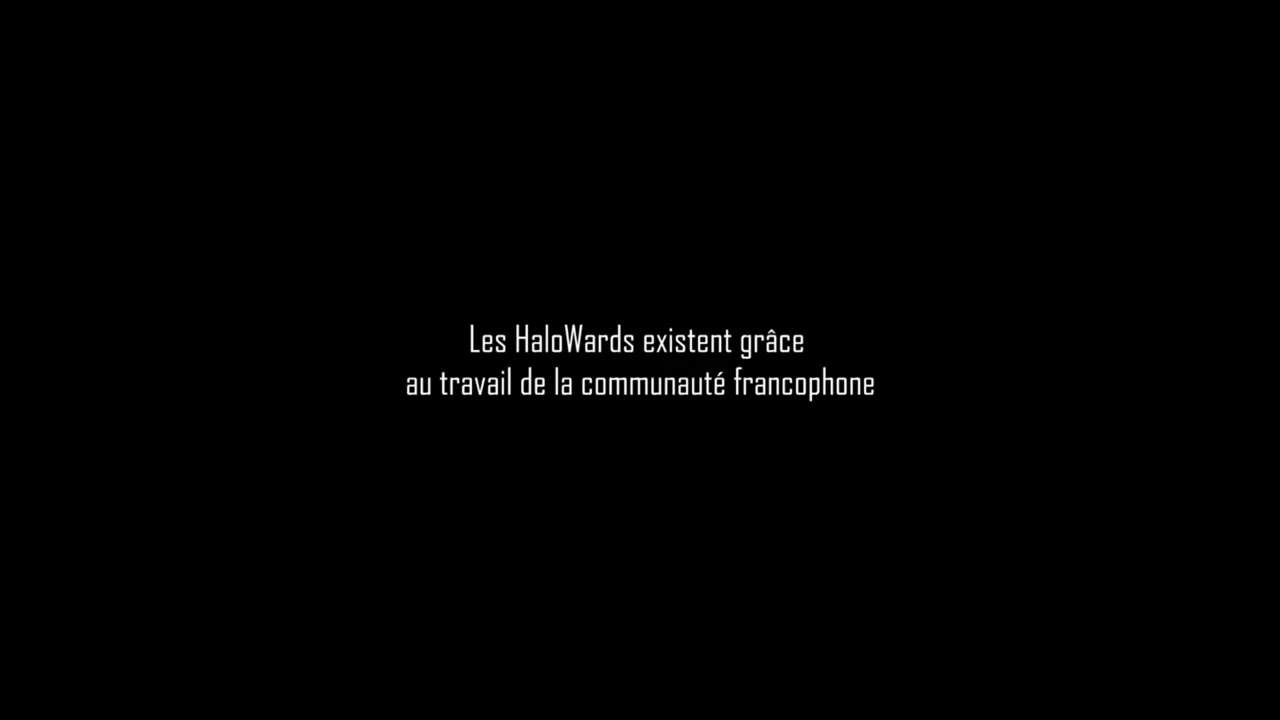 Les HaloWards existent grâce
au travail de la communauté francophone